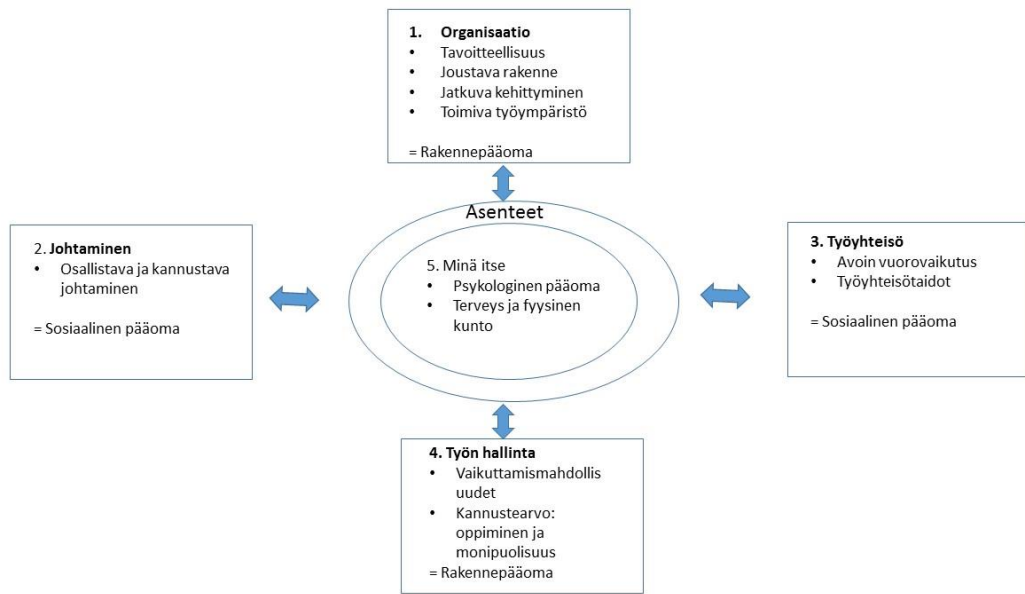 1. Organisaatio
• Tavoitteellisuus
• Joustava rakenne
• Jatkuva kehittyminen
• Toimiva työympäristö
= Rakennepääoma
Asenteet
2. Johtaminen
• Osallistava ja kannustava
johtaminen
= Sosiaalinen pääoma
5. Minä itse
• Psykologinen pääoma
• Terveys ja fyysinen
kunto
3. Työyhteisö
• Avoin vuorovaikutus
• Työyhteisötaidot
= Sosiaalinen pääoma
4. Työn hallinta
• Vaikuttamismahdollis
uudet
• Kannustearvo:
oppiminen ja
monipuolisuus
= Rakennepääoma